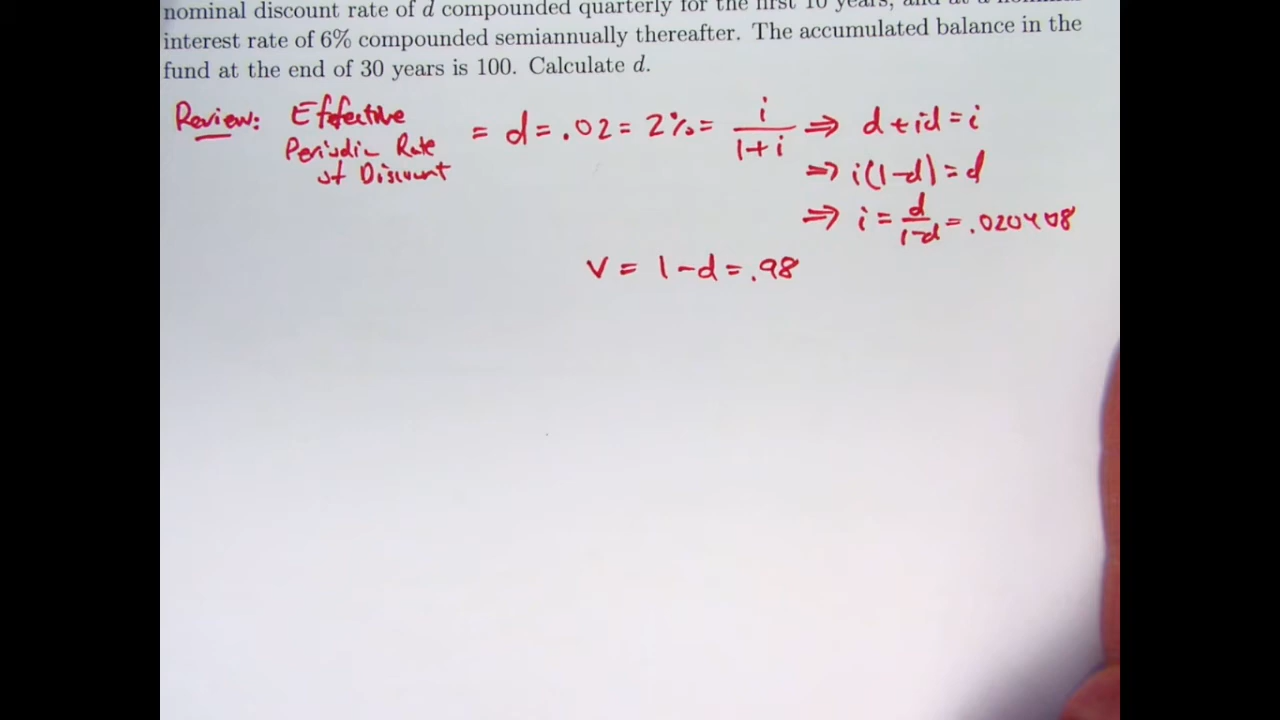 nominal discount rate of d compounded quarterly for the first 10 years, and at a nominal
interest rate of 6% compounded semiannually thereafter. The accumulated balance in the
fund at the end of 30 years is 100. Calculate d.
Review: Effective Periodic Rate of Discount = d = .02 = 2% = i/(1+i) ⇒ d + id = i
⇒ i(1-d) = d
⇒ i = d/(1-d) = .020408
V = 1-d = .98